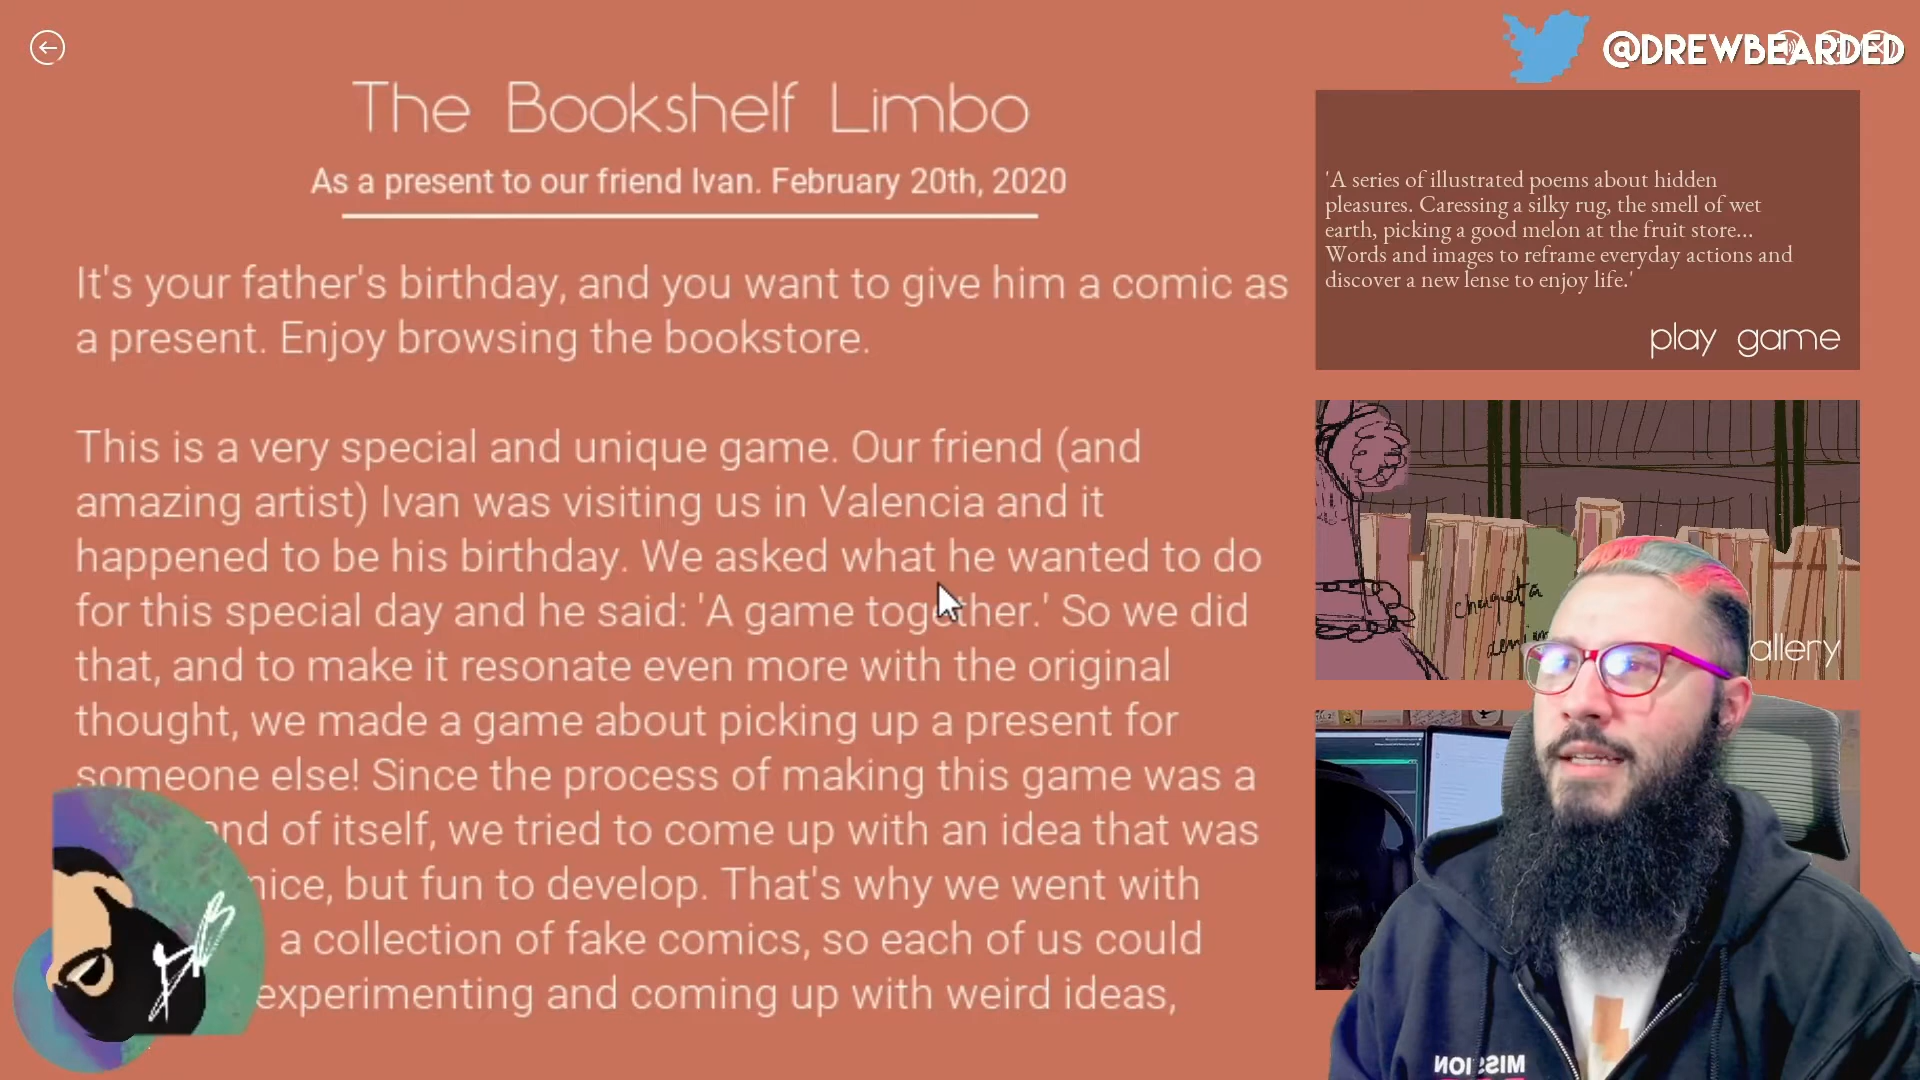 @DREWBEARDED
The Bookshelf Limbo
As a present to our friend Ivan. February 20th, 2020
It's your father's birthday, and you want to give him a comic as
a present. Enjoy browsing the bookstore.
This is a very special and unique game. Our friend (and
amazing artist) Ivan was visiting us in Valencia and it
happened to be his birthday. We asked what he wanted to do
for this special day and he said: 'A game together.' So we did
that, and to make it resonate even more with the original
thought, we made a game about picking up a present for
someone else! Since the process of making this game was a
and of itself, we tried to come up with an idea that was
nice, but fun to develop. That's why we went with
a collection of fake comics, so each of us could
experimenting and coming up with weird ideas,
'A series of illustrated poems about hidden
pleasures. Caressing a silky rug, the smell of wet
earth, picking a good melon at the fruit store...
Words and images to reframe everyday actions and
discover a new lense to enjoy life.'
play game
allery
MISSION